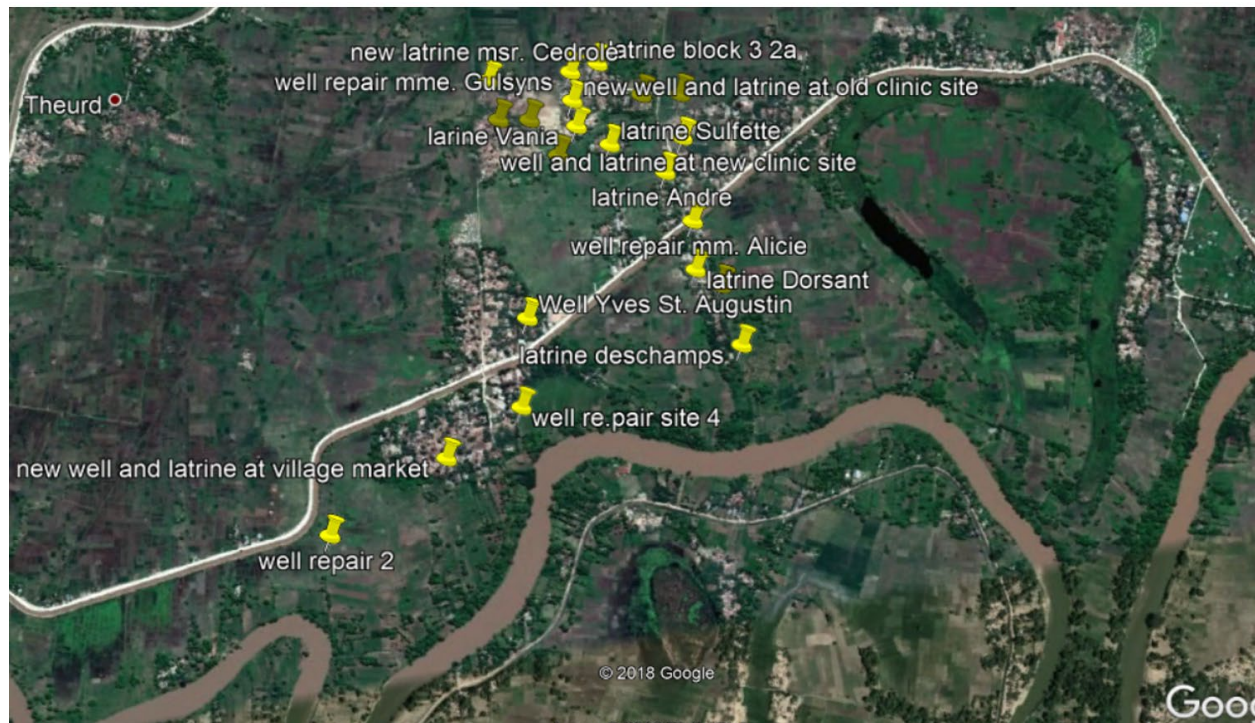 new latrine msr. Cedrole
latrine block 3 2a
well repair mme. Gulsyns
new well and latrine at old clinic site
Theurd
larine Vania
latrine Sulfette
well and latrine at new clinic site
latrine Andre
well repair mm. Alicie
latrine Dorsant
Well Yves St. Augustin
latrine deschamps
well re.pair site 4
new well and latrine at village market
well repair 2
© 2018 Google
Goo